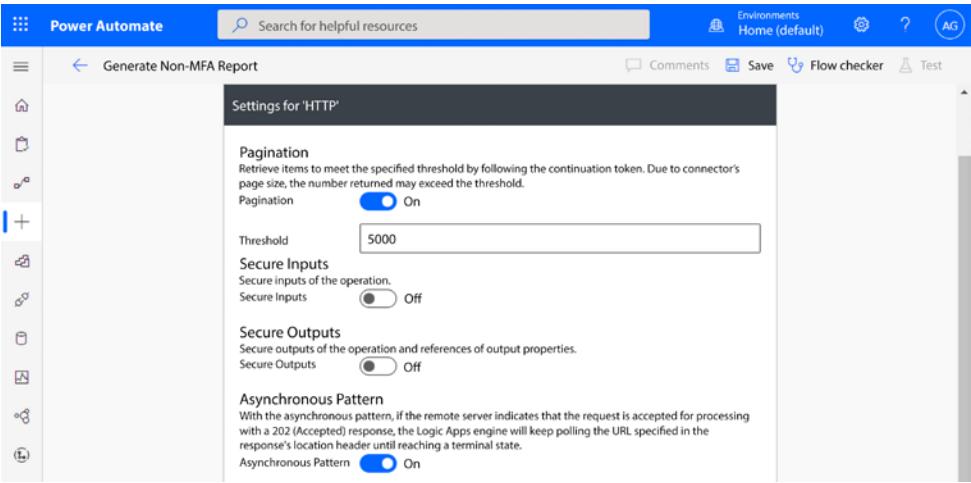 Power Automate
Search for helpful resources
Environments
Home (default)
?
AG
Generate Non-MFA Report
Comments
Save
Flow checker
Test
Settings for 'HTTP'
Pagination
Retrieve items to meet the specified threshold by following the continuation token. Due to connector's
page size, the number returned may exceed the threshold.
Pagination
On
Threshold
5000
Secure Inputs
Secure inputs of the operation.
Secure Inputs
Off
Secure Outputs
Secure outputs of the operation and references of output properties.
Secure Outputs
Off
Asynchronous Pattern
With the asynchronous pattern, if the remote server indicates that the request is accepted for processing
with a 202 (Accepted) response, the Logic Apps engine will keep polling the URL specified in the
response's location header until reaching a terminal state.
Asynchronous Pattern
On